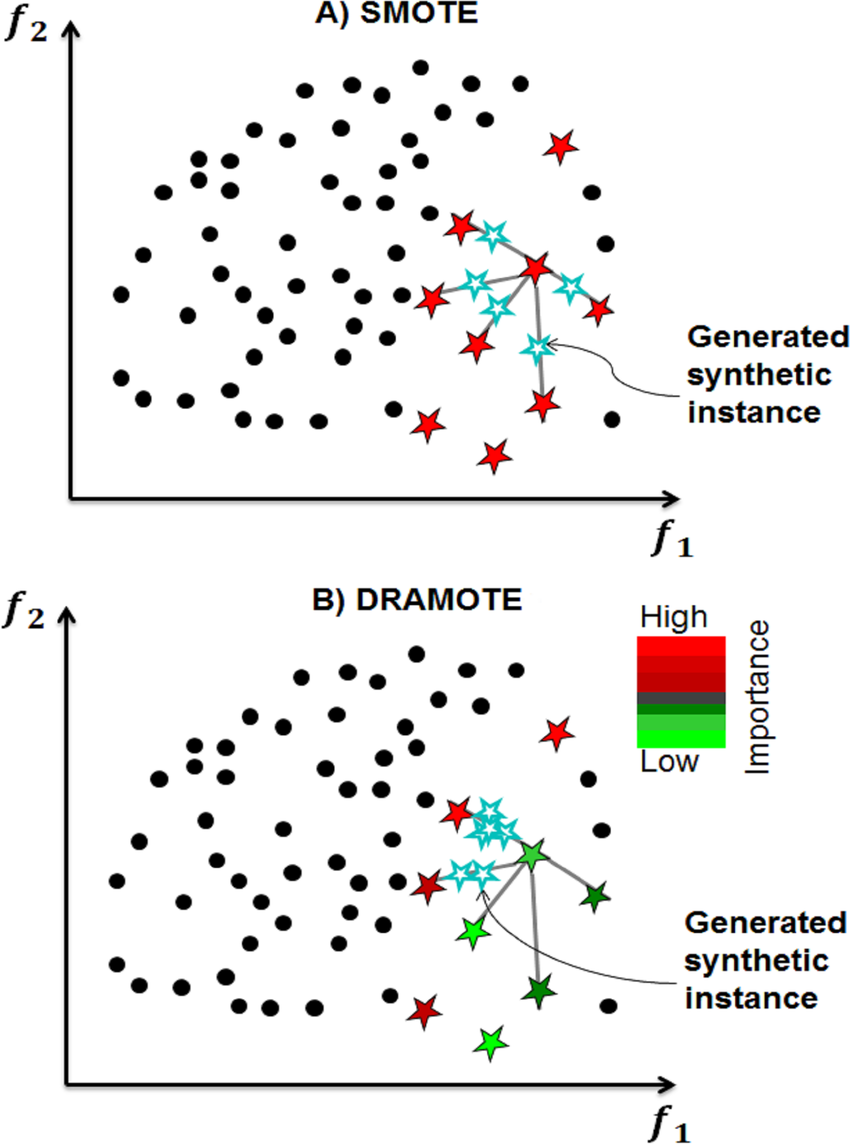 A) SMOTE
f2
Generated
synthetic
instance
f1
B) DRAMOTE
f2
High
Importance
Low
Generated
synthetic
instance
f1